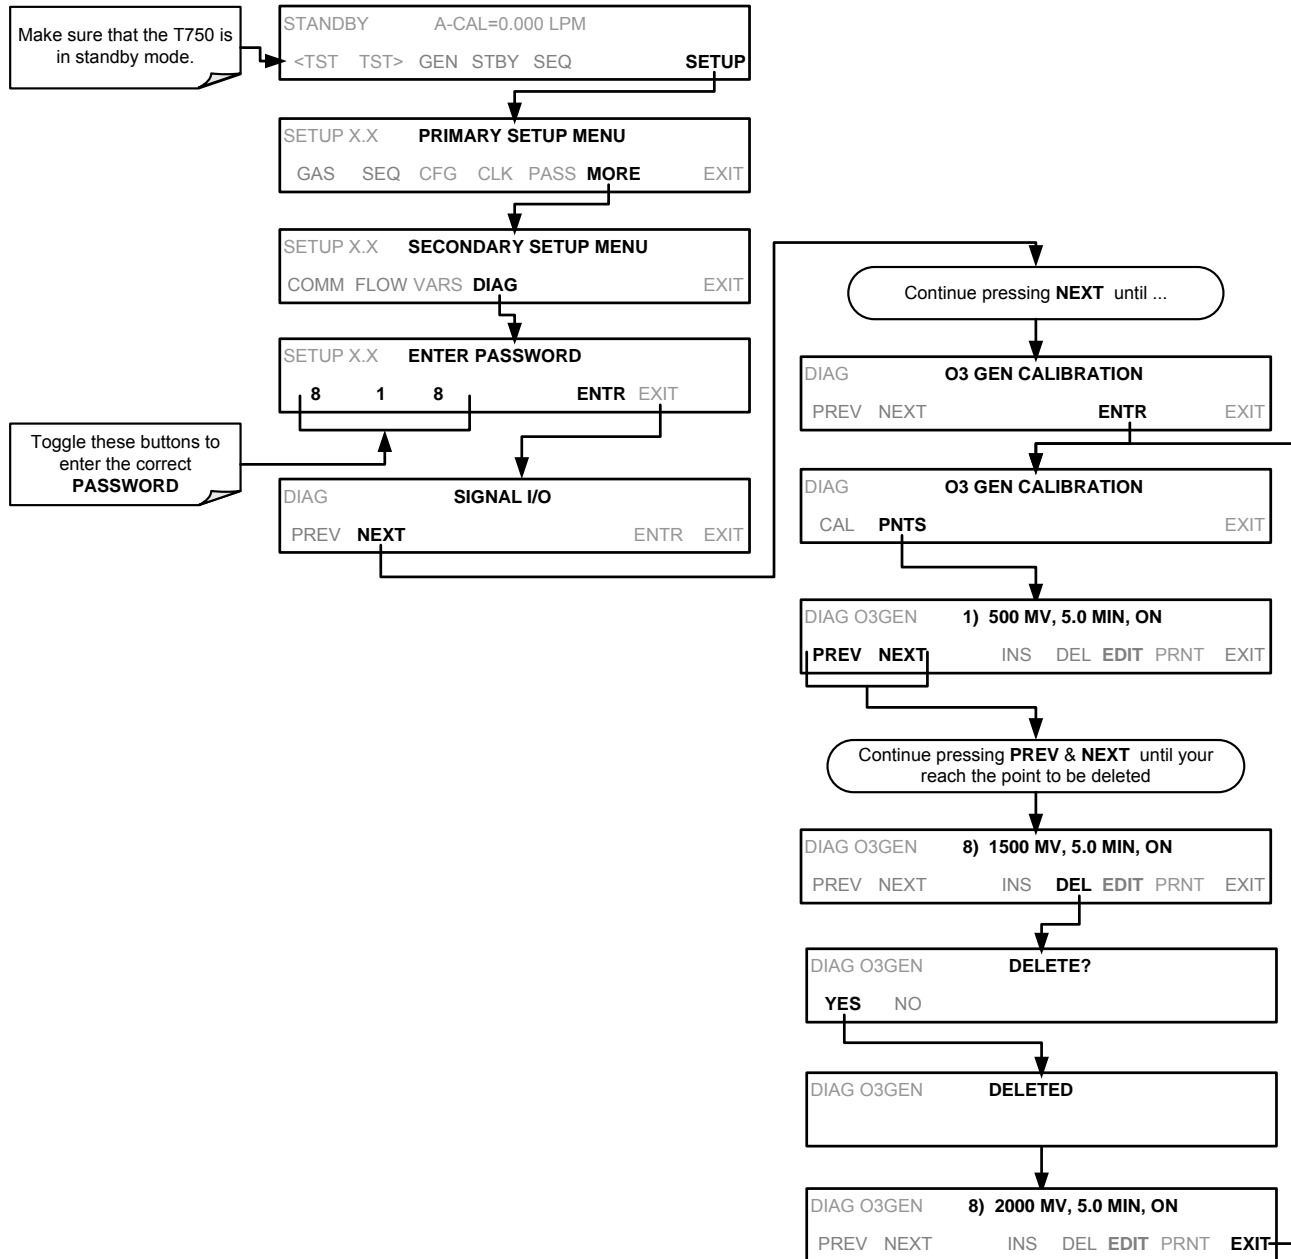 Make sure that the T750 is
in standby mode.
STANDBY A-CAL=0.000 LPM
<TST TST> GEN STBY SEQ SETUP
SETUP X.X PRIMARY SETUP MENU
GAS SEQ CFG CLK PASS MORE EXIT
SETUP X.X SECONDARY SETUP MENU
COMM FLOW VARS DIAG EXIT
SETUP X.X ENTER PASSWORD
8 1 8 ENTR EXIT
Toggle these buttons to
enter the correct
PASSWORD
DIAG SIGNAL I/O
PREV NEXT ENTR EXIT
Continue pressing NEXT until ...
DIAG O3 GEN CALIBRATION
PREV NEXT ENTR EXIT
DIAG O3 GEN CALIBRATION
CAL PNTS EXIT
DIAG O3GEN 1) 500 MV, 5.0 MIN, ON
PREV NEXT INS DEL EDIT PRNT EXIT
Continue pressing PREV & NEXT until your
reach the point to be deleted
DIAG O3GEN 8) 1500 MV, 5.0 MIN, ON
PREV NEXT INS DEL EDIT PRNT EXIT
DIAG O3GEN DELETE?
YES NO
DIAG O3GEN DELETED
DIAG O3GEN 8) 2000 MV, 5.0 MIN, ON
PREV NEXT INS DEL EDIT PRNT EXIT